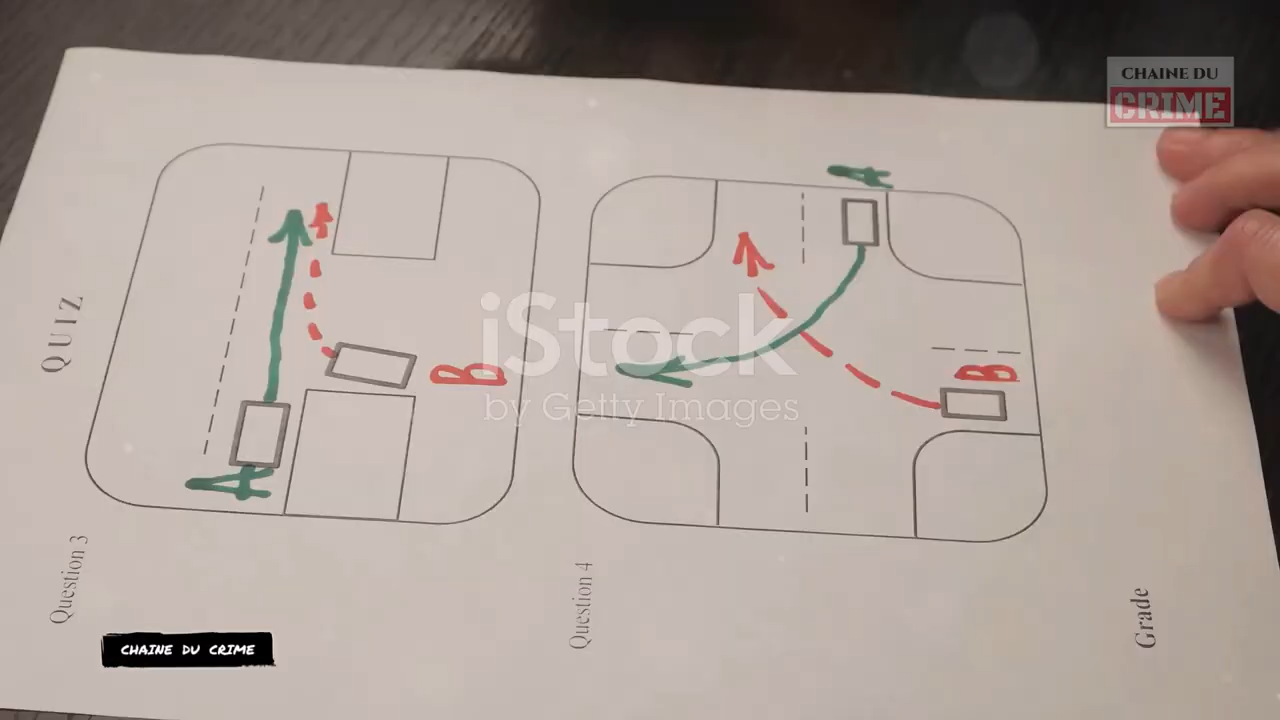 CHAINE DU
CRIME
QUIZ
Question 3
A
B
Question 4
A
B
Grade
iStock
by Getty Images
CHAINE DU CRIME